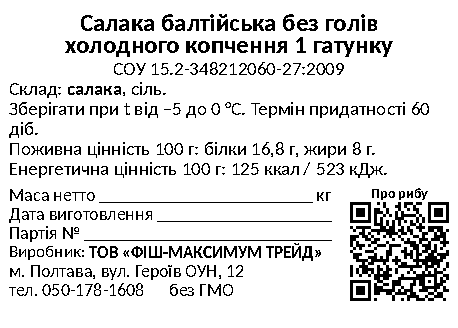 Салака балтійська без голів
холодного копчення 1 гатунку
СОУ 15.2-348212060-27:2009
Склад: салака, сіль.
Зберігати при t від –5 до 0 °С. Термін придатності 60
діб.
Поживна цінність 100 г: білки 16,8 г, жири 8 г.
Енергетична цінність 100 г: 125 ккал / 523 кДж.
Маса нетто ______________________ кг
Дата виготовлення __________________
Партія № _________________________
Виробник: ТОВ «ФІШ-МАКСИМУМ ТРЕЙД»
м. Полтава, вул. Героїв ОУН, 12
тел. 050-178-1608 без ГМО
Про рибу